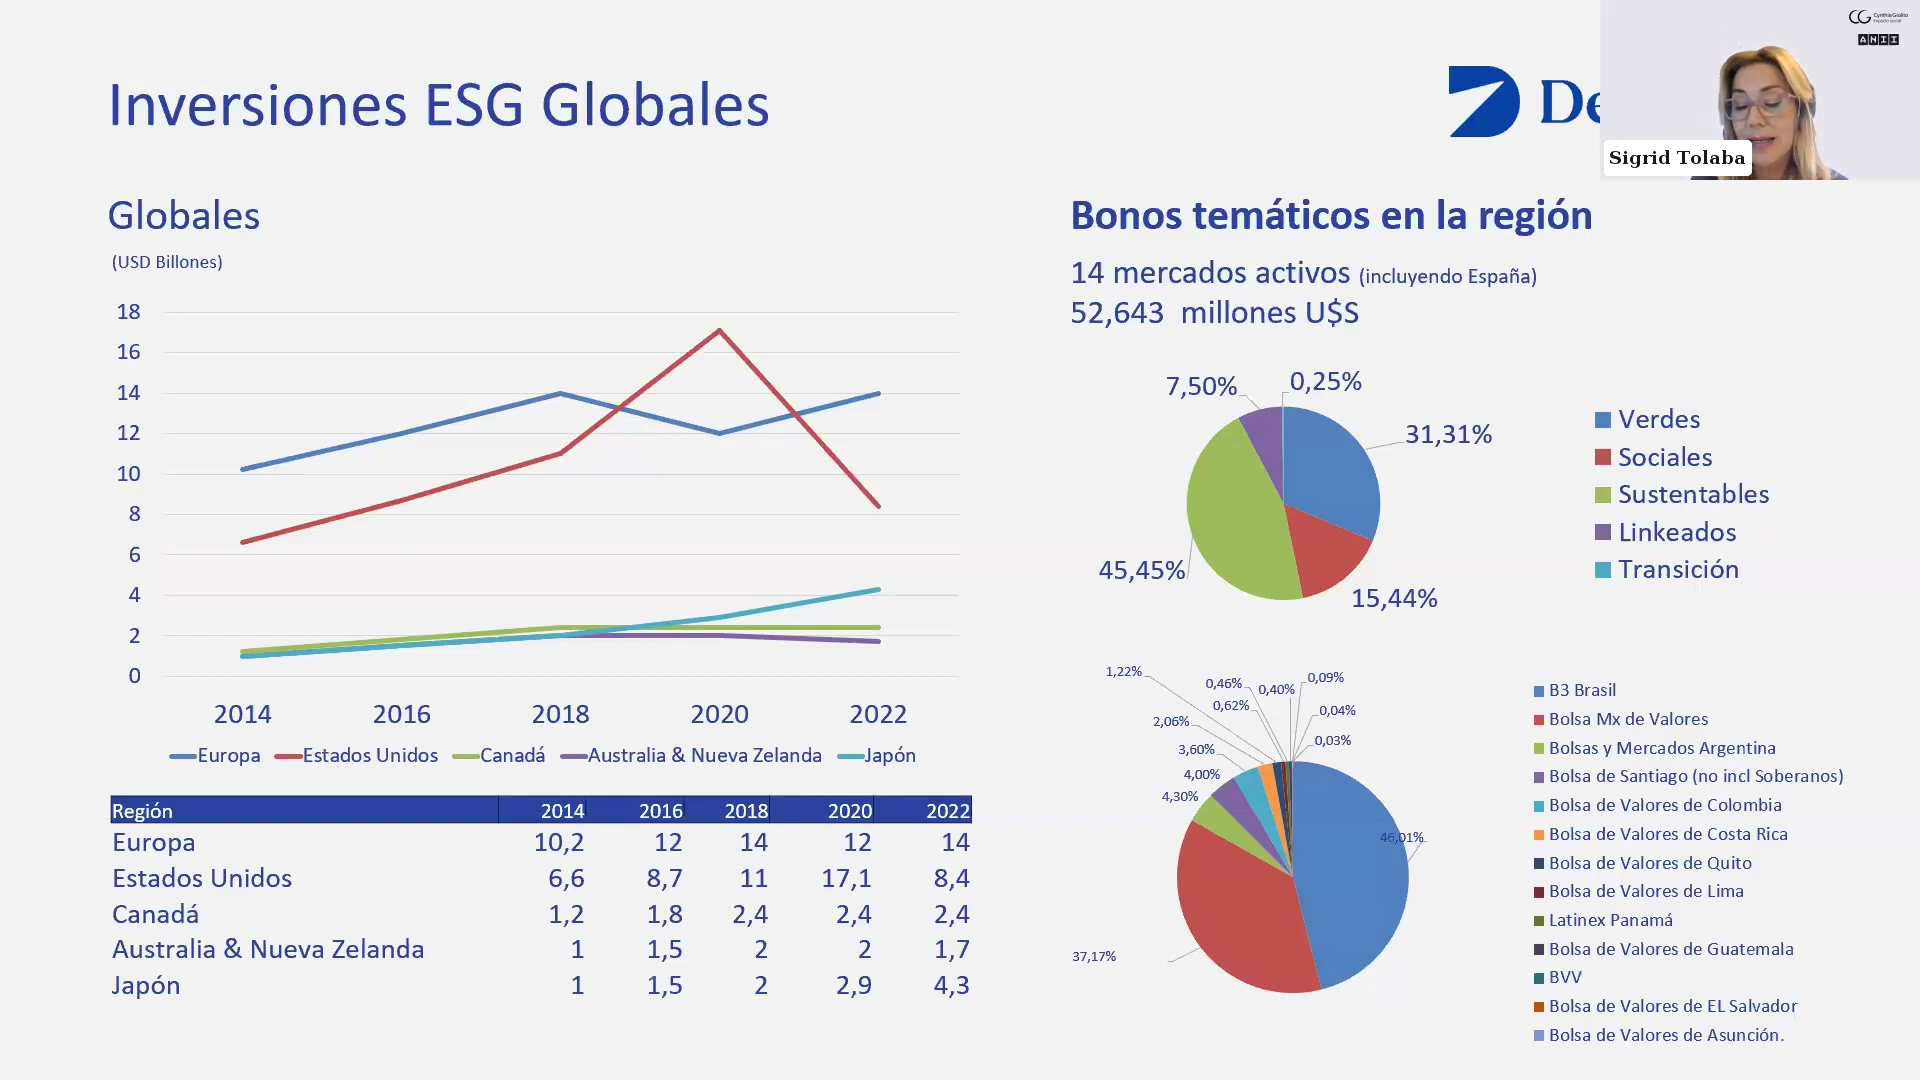 Inversiones ESG Globales
CG Cynthia Giolito
impacto social
ANII
De
Sigrid Tolaba
Globales
(USD Billones)
18
16
14
12
10
8
6
4
2
0
2014 2016 2018 2020 2022
Europa Estados Unidos Canadá Australia & Nueva Zelanda Japón
Región 2014 2016 2018 2020 2022
Europa 10,2 12 14 12 14
Estados Unidos 6,6 8,7 11 17,1 8,4
Canadá 1,2 1,8 2,4 2,4 2,4
Australia & Nueva Zelanda 1 1,5 2 2 1,7
Japón 1 1,5 2 2,9 4,3
Bonos temáticos en la región
14 mercados activos (incluyendo España)
52,643 millones U$S
7,50% 0,25%
31,31%
45,45%
15,44%
Verdes
Sociales
Sustentables
Linkeados
Transición
1,22%
0,46% 0,40% 0,09%
2,06% 0,62% 0,04%
3,60% 0,03%
4,00%
4,30%
46,01%
37,17%
B3 Brasil
Bolsa Mx de Valores
Bolsas y Mercados Argentina
Bolsa de Santiago (no incl Soberanos)
Bolsa de Valores de Colombia
Bolsa de Valores de Costa Rica
Bolsa de Valores de Quito
Bolsa de Valores de Lima
Latinex Panamá
Bolsa de Valores de Guatemala
BVV
Bolsa de Valores de EL Salvador
Bolsa de Valores de Asunción.